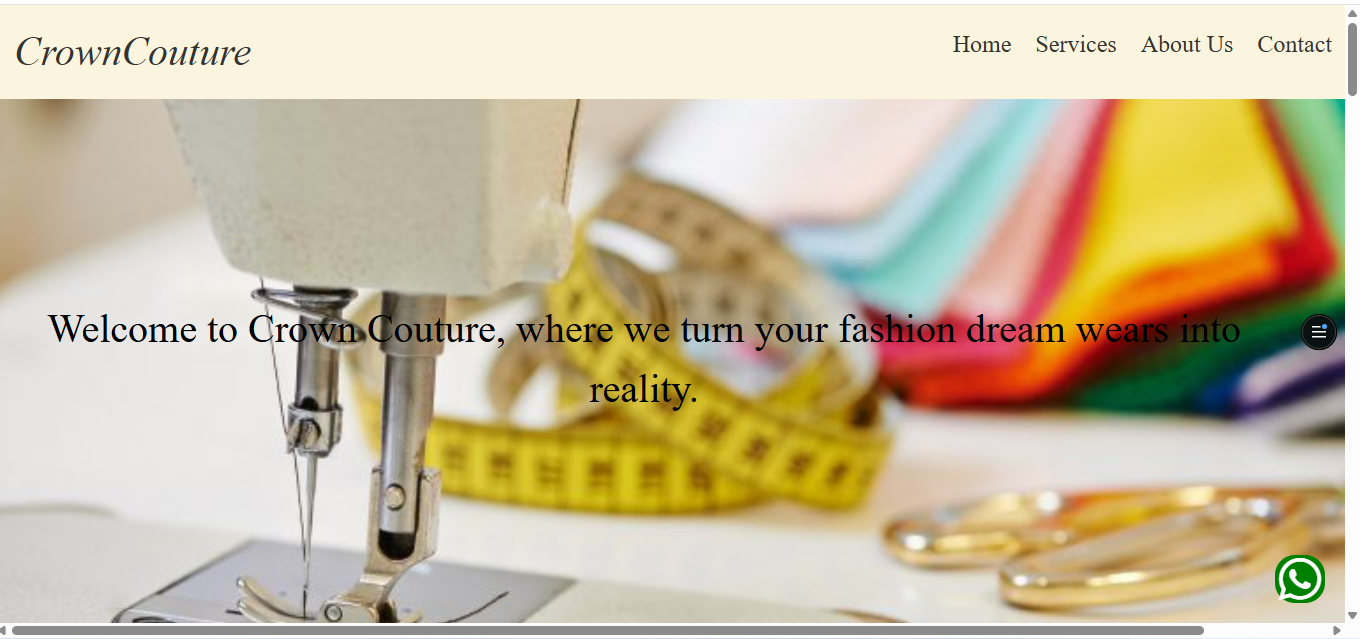 CrownCouture
Home Services About Us Contact
Welcome to Crown Couture, where we turn your fashion dream wears into
reality.